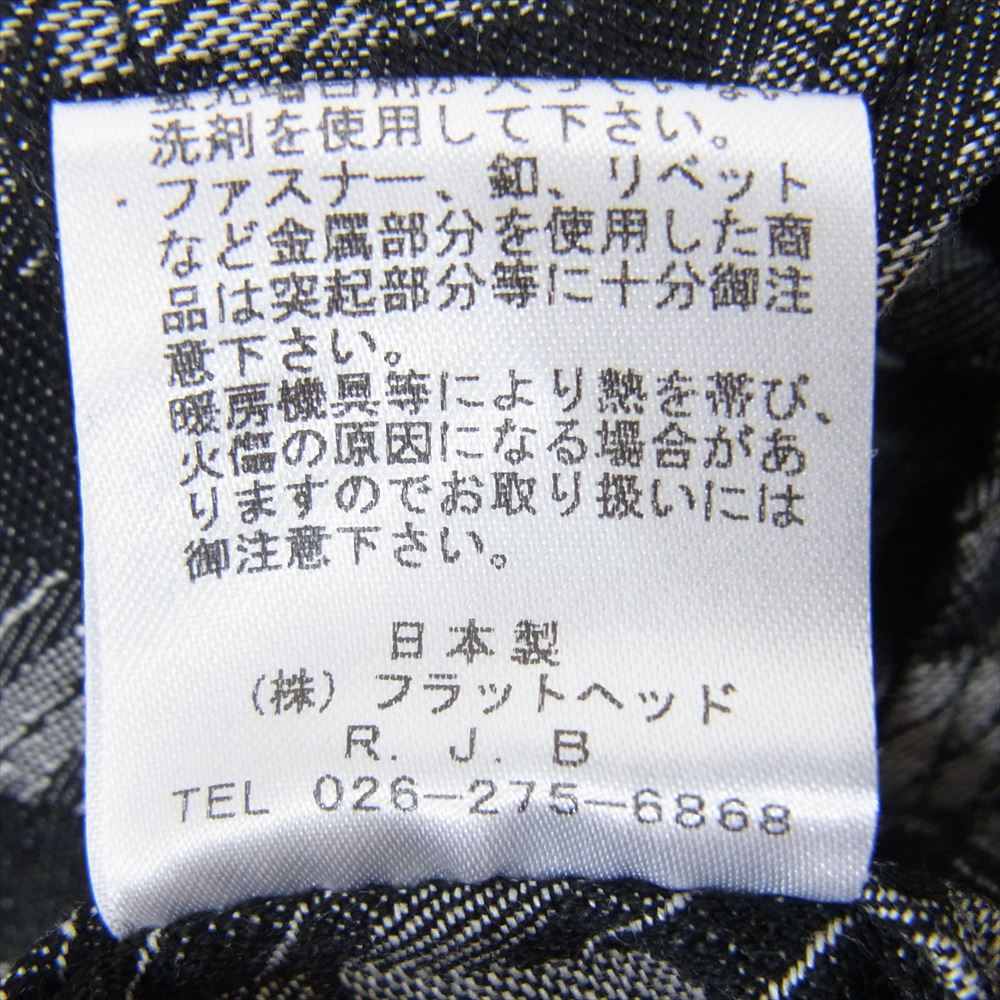 洗剤を使用して下さい。
ファスナー、釦、リベット
など金属部分を使用した商
品は突起部分等に十分御注
意下さい。
暖房機具等により熱を帯び、
火傷の原因になる場合があ
りますのでお取り扱いには
御注意下さい。
日本製
(株)フラットヘッド
R. J. B
TEL 026-275-6868